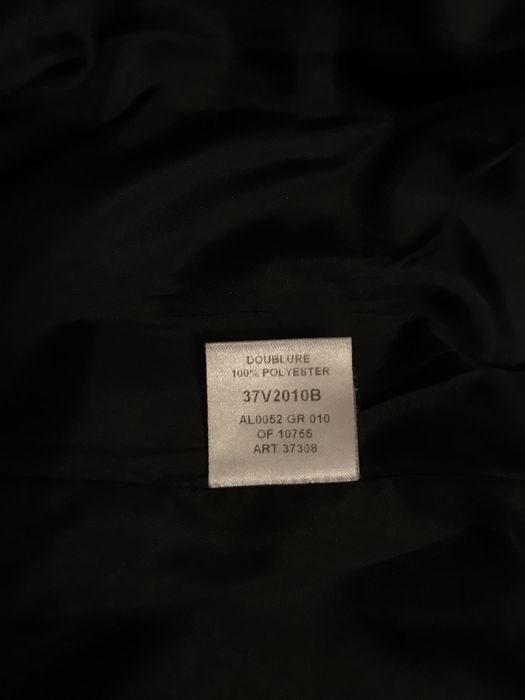 DOUBLURE
100% POLYESTER
37V2010B
AL0052 GR 010
OF 10755
ART 37308